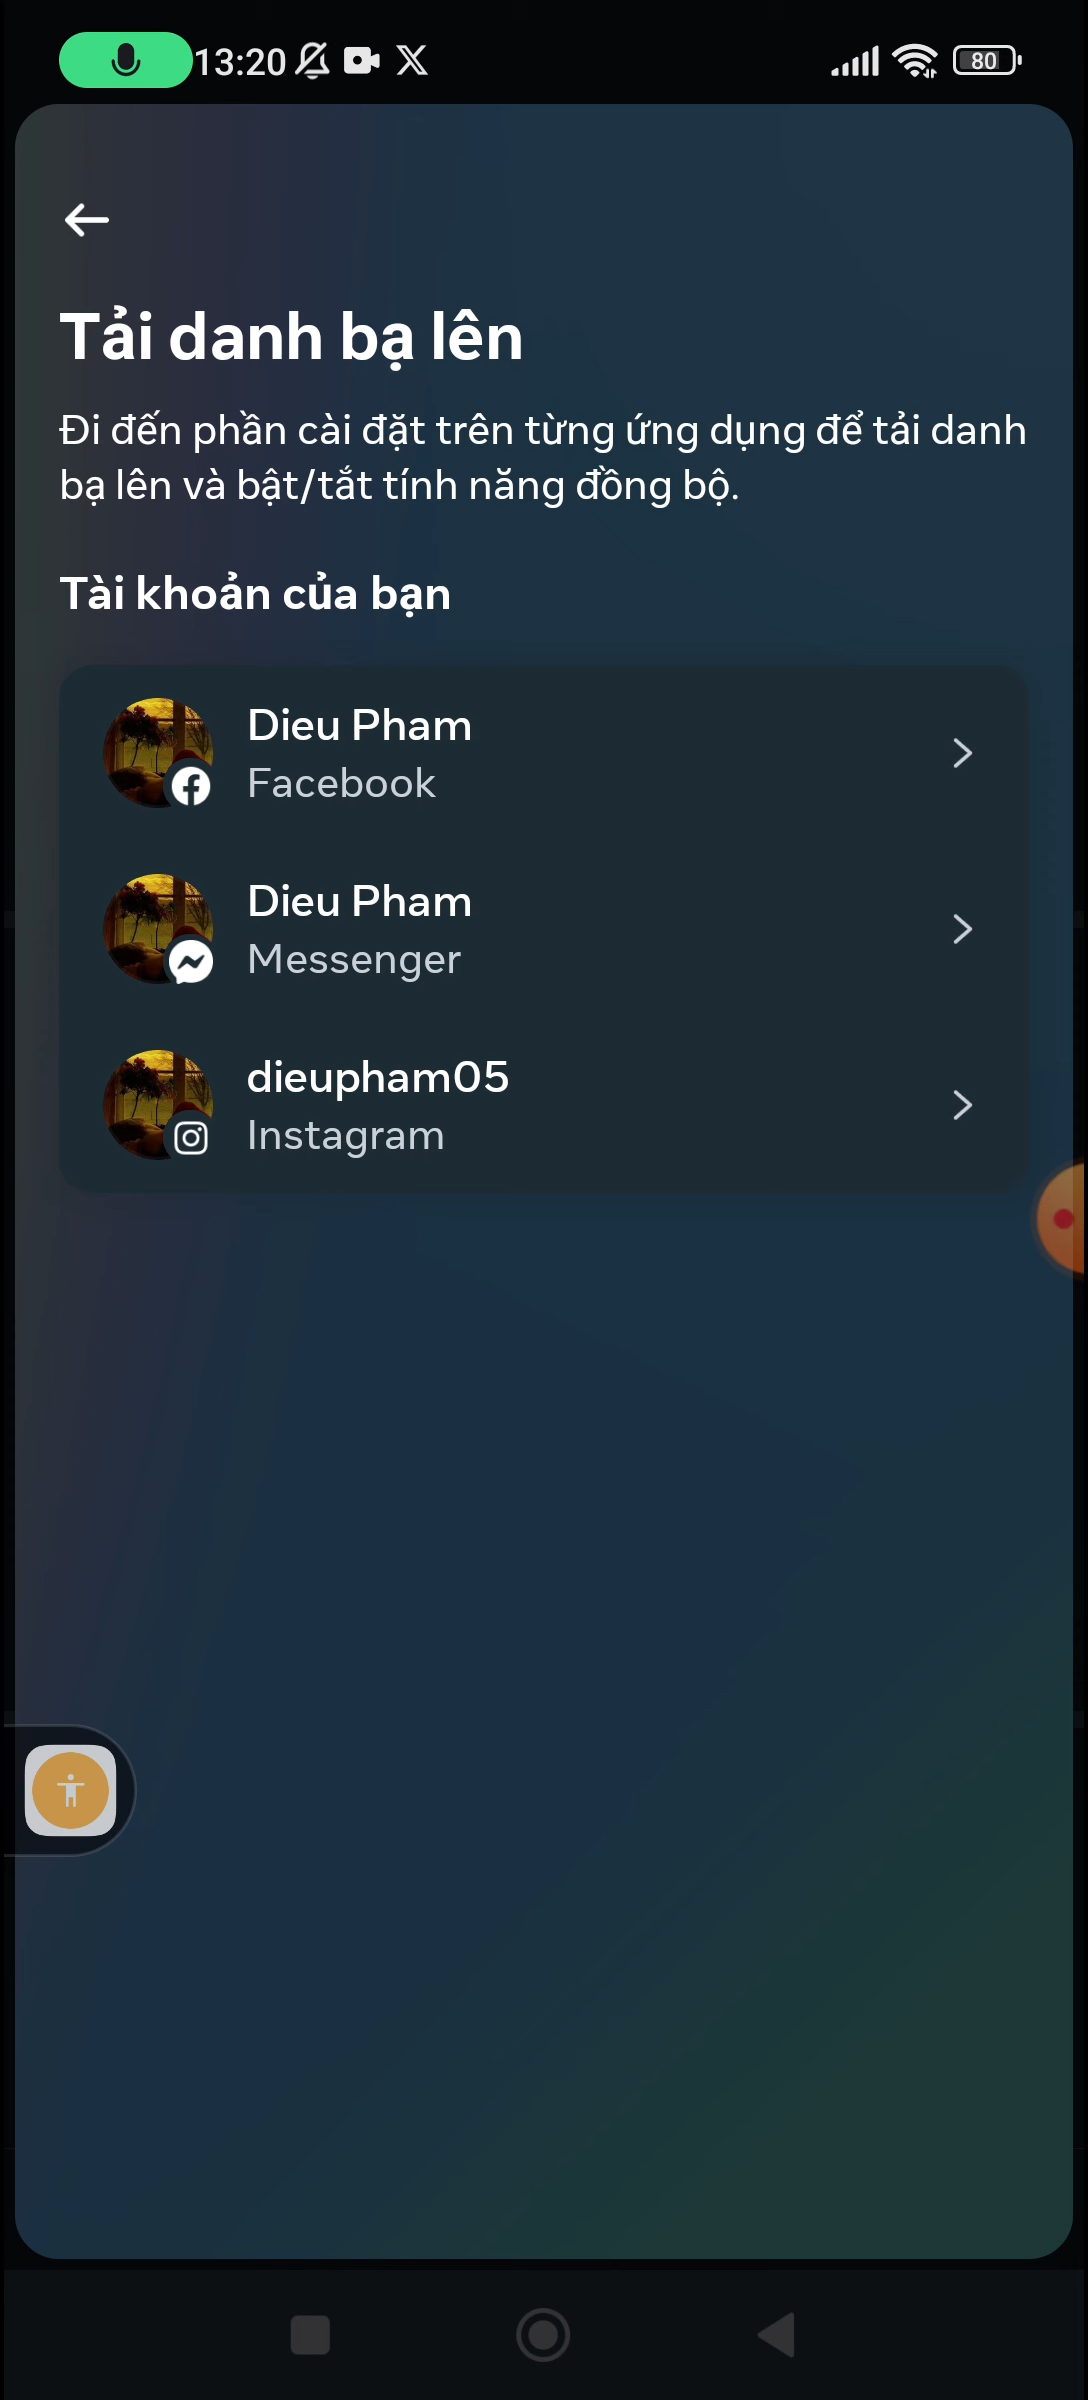 13:20
80
Tải danh bạ lên
Đi đến phần cài đặt trên từng ứng dụng để tải danh
bạ lên và bật/tắt tính năng đồng bộ.
Tài khoản của bạn
Dieu Pham
Facebook
Dieu Pham
Messenger
dieupham05
Instagram